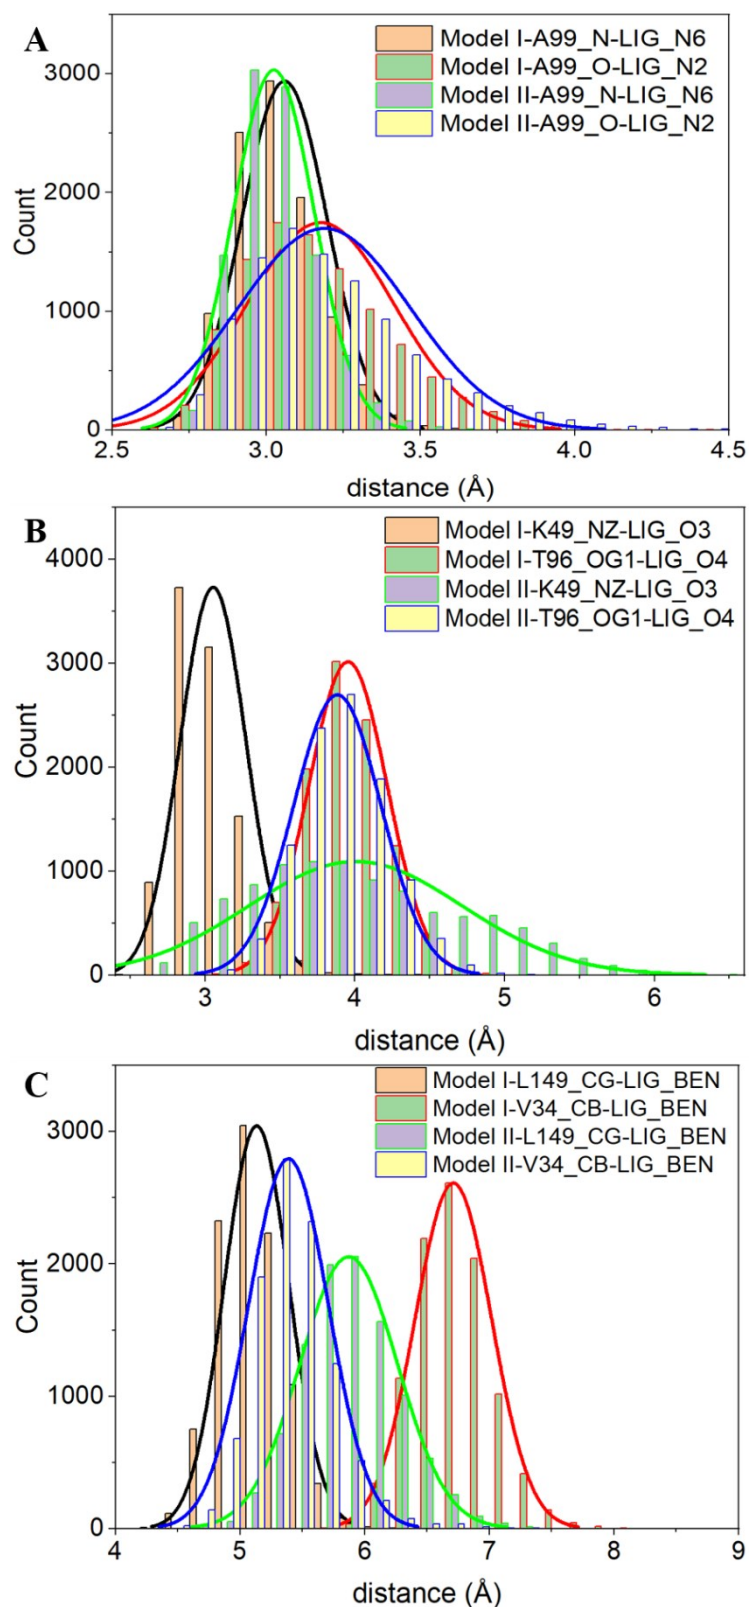 A
Model I-A99_N-LIG_N6
Model I-A99_O-LIG_N2
Model II-A99_N-LIG_N6
Model II-A99_O-LIG_N2
3000
2000
1000
0
Count
2.5 3.0 3.5 4.0 4.5
distance (Å)
B
Model I-K49_NZ-LIG_O3
Model I-T96_OG1-LIG_O4
Model II-K49_NZ-LIG_O3
Model II-T96_OG1-LIG_O4
4000
3000
2000
1000
0
Count
3 4 5 6
distance (Å)
C
Model I-L149_CG-LIG_BEN
Model I-V34_CB-LIG_BEN
Model II-L149_CG-LIG_BEN
Model II-V34_CB-LIG_BEN
3000
2000
1000
0
Count
4 5 6 7 8 9
distance (Å)